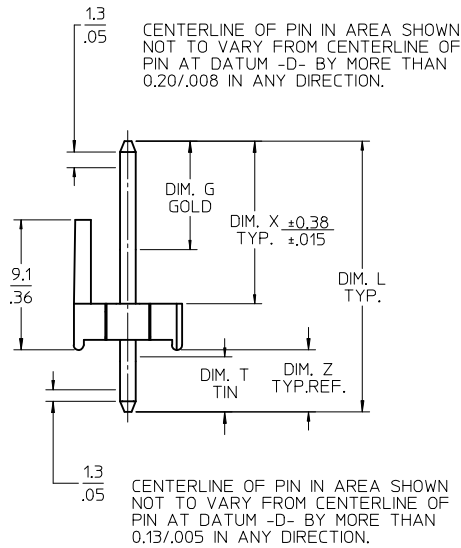 1.3
.05
CENTERLINE OF PIN IN AREA SHOWN
NOT TO VARY FROM CENTERLINE OF
PIN AT DATUM -D- BY MORE THAN
0.20/.008 IN ANY DIRECTION.
DIM. G
GOLD
DIM. X ±0.38
TYP. ±.015
DIM. L
TYP.
9.1
.36
DIM. T
TIN
DIM. Z
TYP.REF.
1.3
.05
CENTERLINE OF PIN IN AREA SHOWN
NOT TO VARY FROM CENTERLINE OF
PIN AT DATUM -D- BY MORE THAN
0.13/.005 IN ANY DIRECTION.